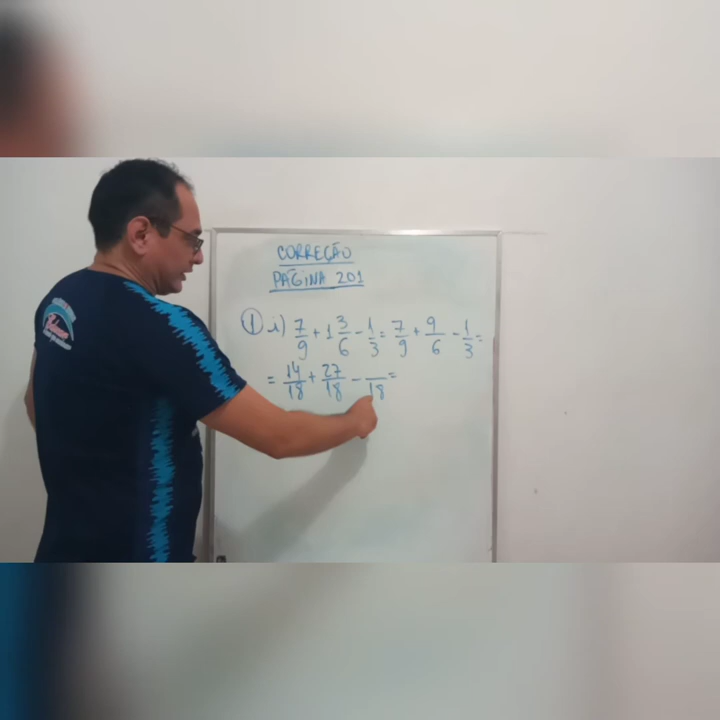 CORREÇÃO
PÁGINA 201
① i) 7/9 + 1 3/6 - 1/3 = 7/9 + 9/6 - 1/3 =
= 14/18 + 27/18 - /18 =